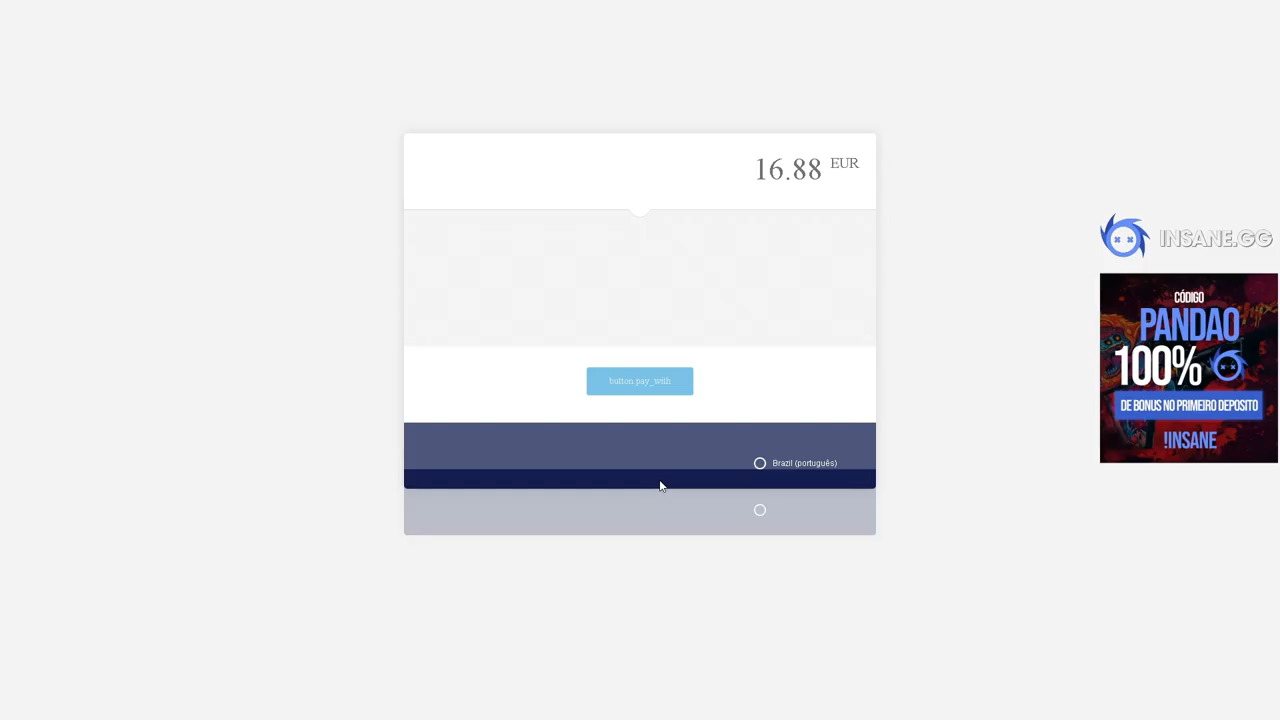 16.88 EUR
button.pay_with
Brazil (português)
INSANE.GG
CÓDIGO
PANDAO
100%
DE BONUS NO PRIMEIRO DEPOSITO
!INSANE